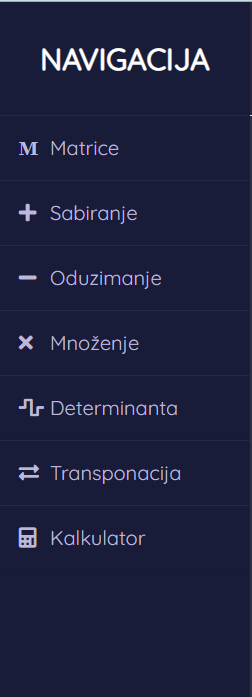 NAVIGACIJA
M Matrice
Sabiranje
Oduzimanje
Množenje
Determinanta
Transponacija
Kalkulator